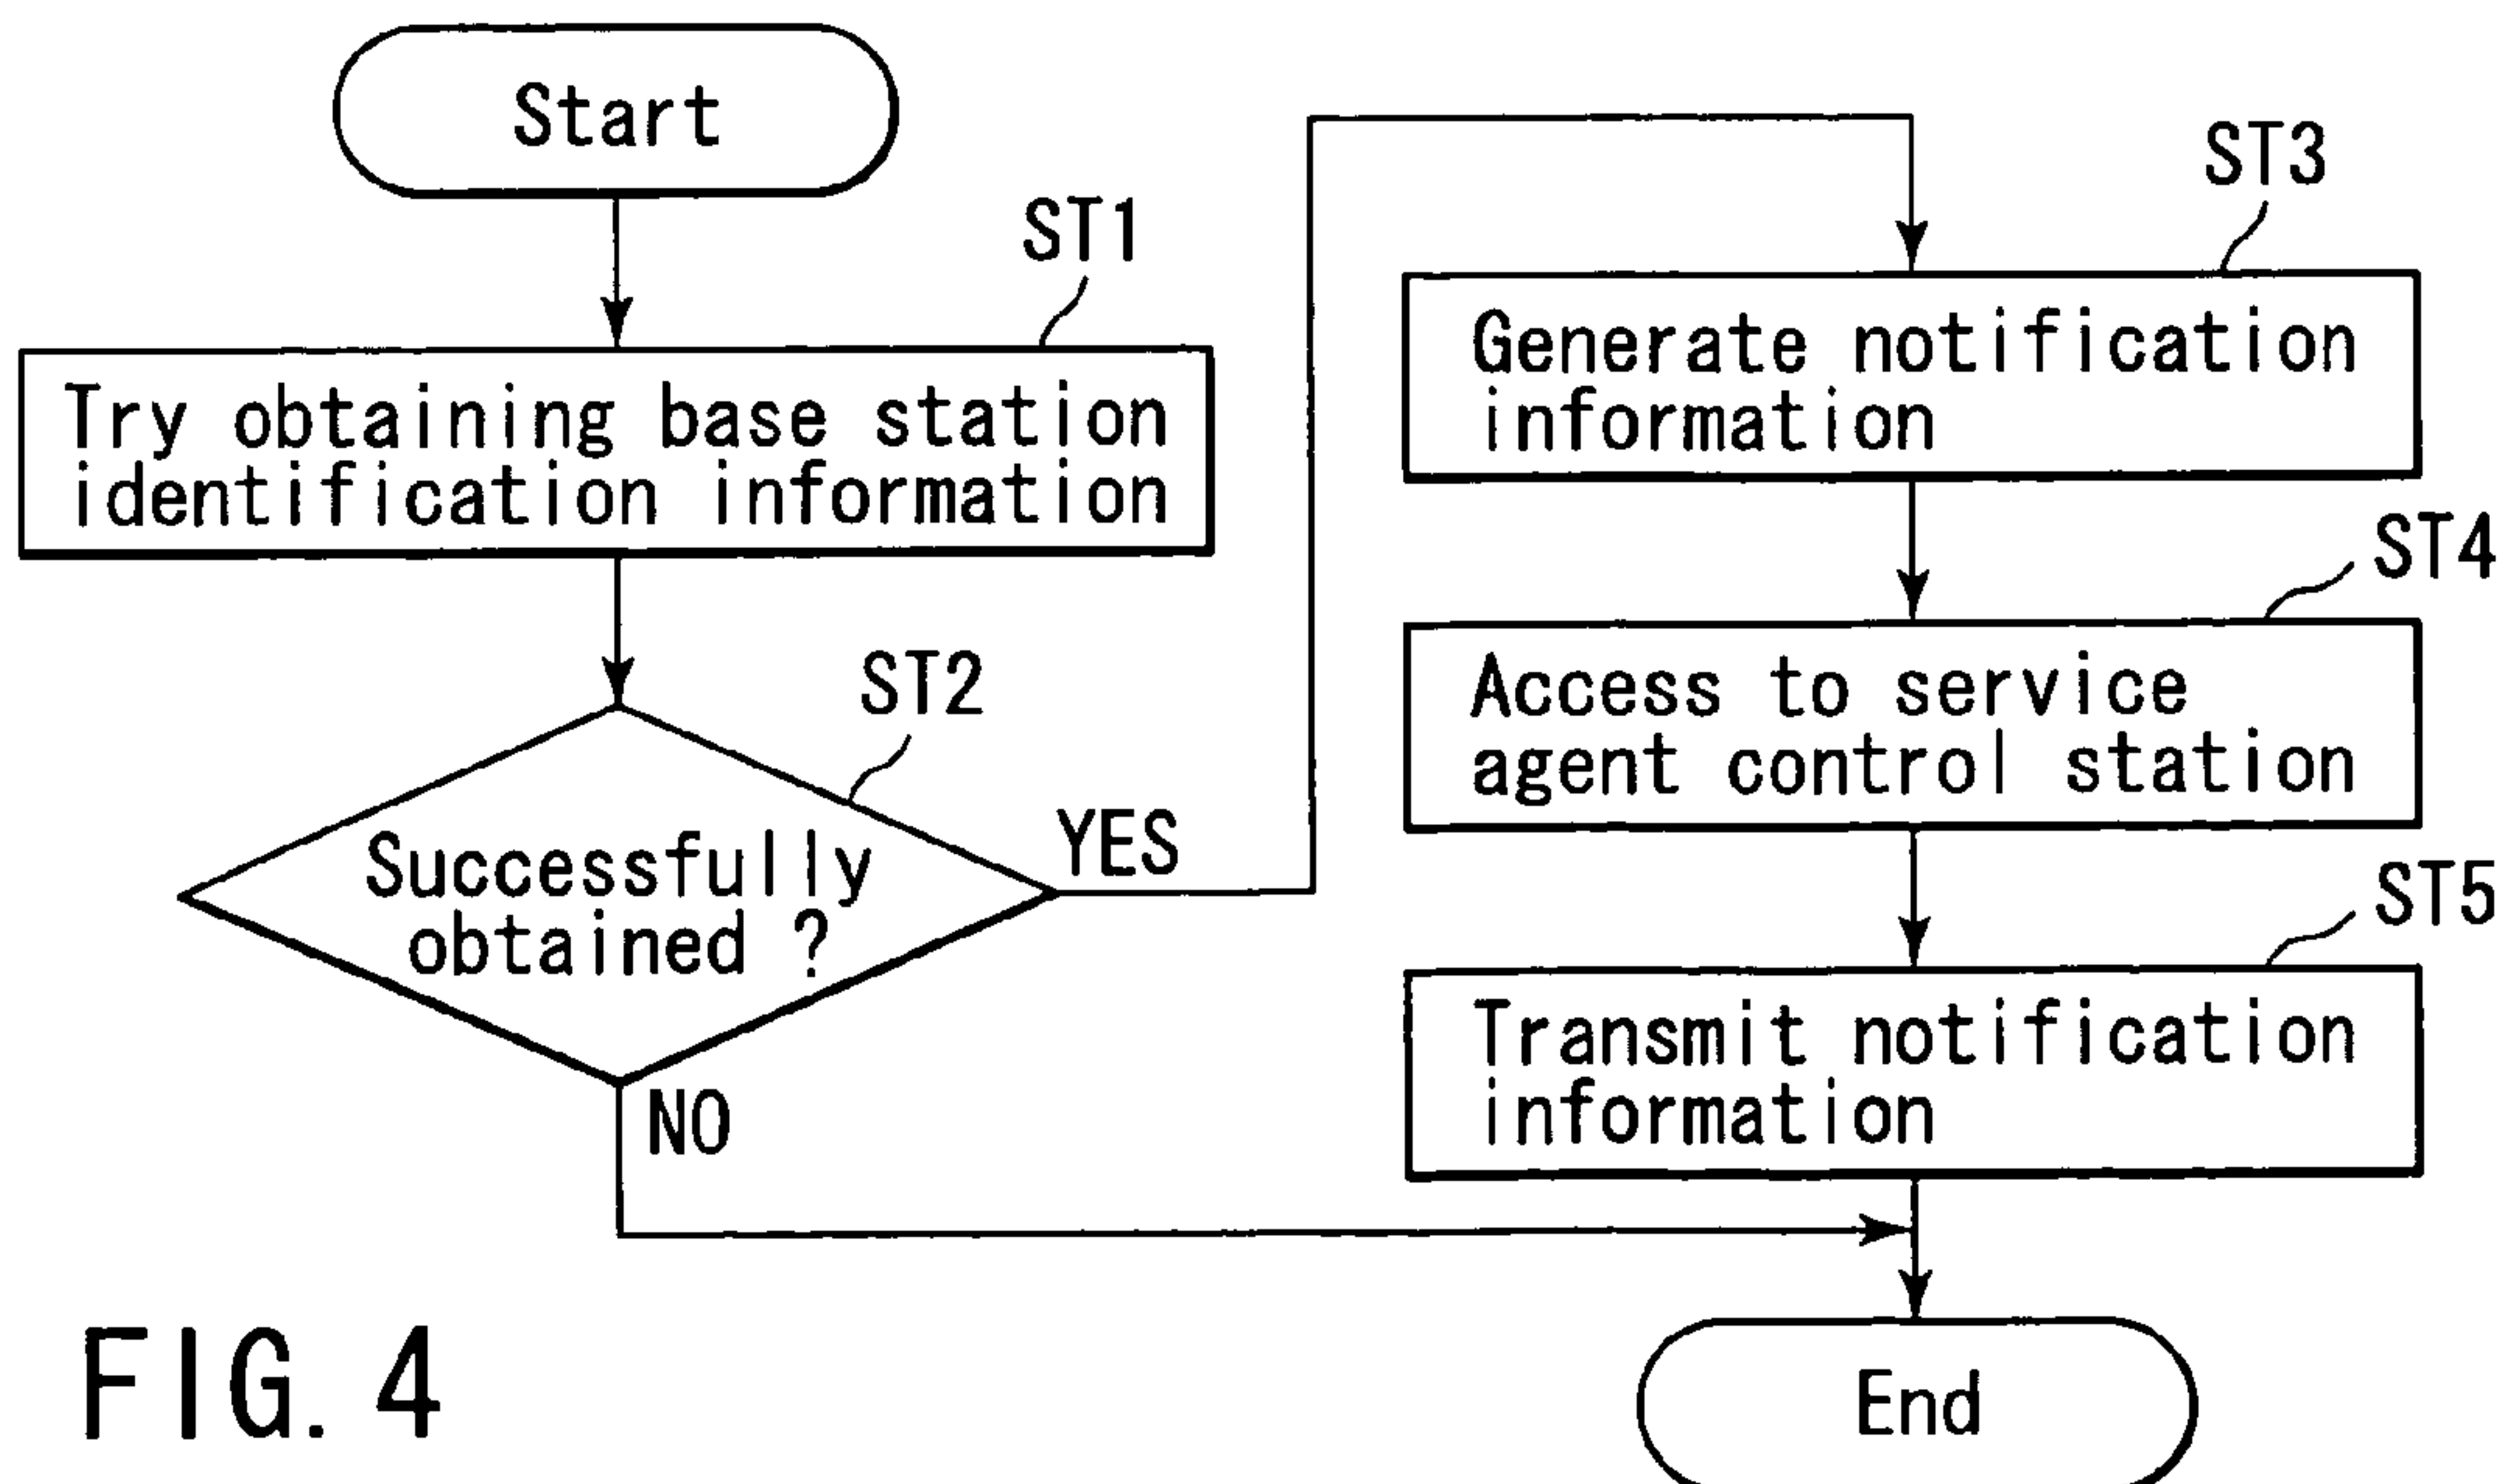 Start
ST1
Try obtaining base station
identification information
ST2
Successfully
obtained ?
YES
NO
ST3
Generate notification
information
ST4
Access to service
agent control station
ST5
Transmit notification
information
End
FIG. 4